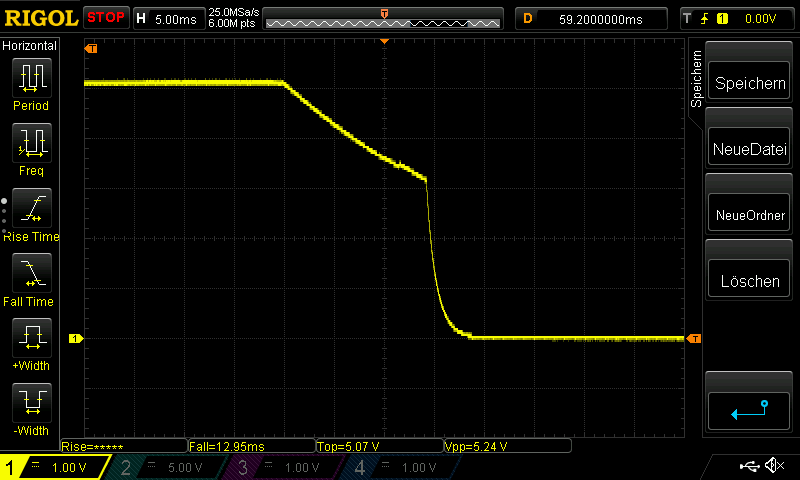 RIGOL STOP H 5.00ms 25.0MSa/s 6.00M pts T D 59.2000000ms T 1 0.00V
Horizontal
Period
Freq
Rise Time
Fall Time
+Width
-Width
T
1
T
Speichern
Speichern
NeueDatei
NeueOrdner
Löschen
Rise=***** Fall=12.95ms Top=5.07 V Vpp=5.24 V
1 1.00 V 2 5.00 V 3 1.00 V 4 1.00 V